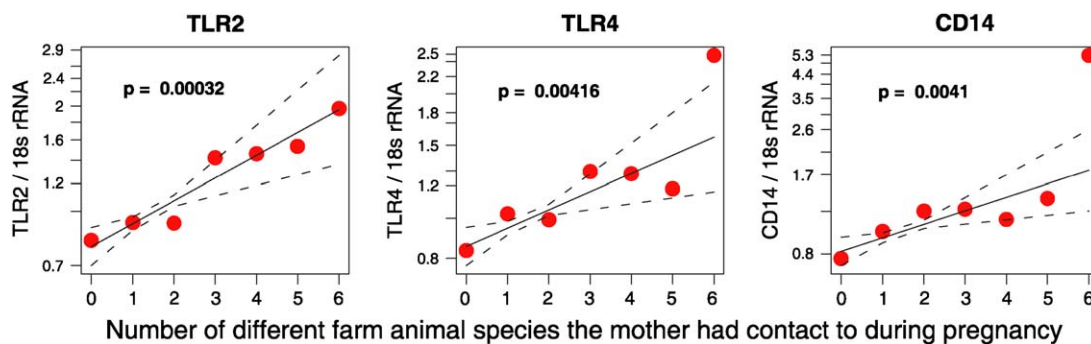 TLR2
TLR4
CD14
TLR2 / 18s rRNA
2.9
2.4
2
1.6
1.2
0.7
p = 0.00032
0 1 2 3 4 5 6
TLR4 / 18s rRNA
2.5
2.2
1.8
1.5
1.2
0.8
p = 0.00416
0 1 2 3 4 5 6
CD14 / 18s rRNA
5.3
4.4
3.5
2.6
1.7
0.8
p = 0.0041
0 1 2 3 4 5 6
Number of different farm animal species the mother had contact to during pregnancy